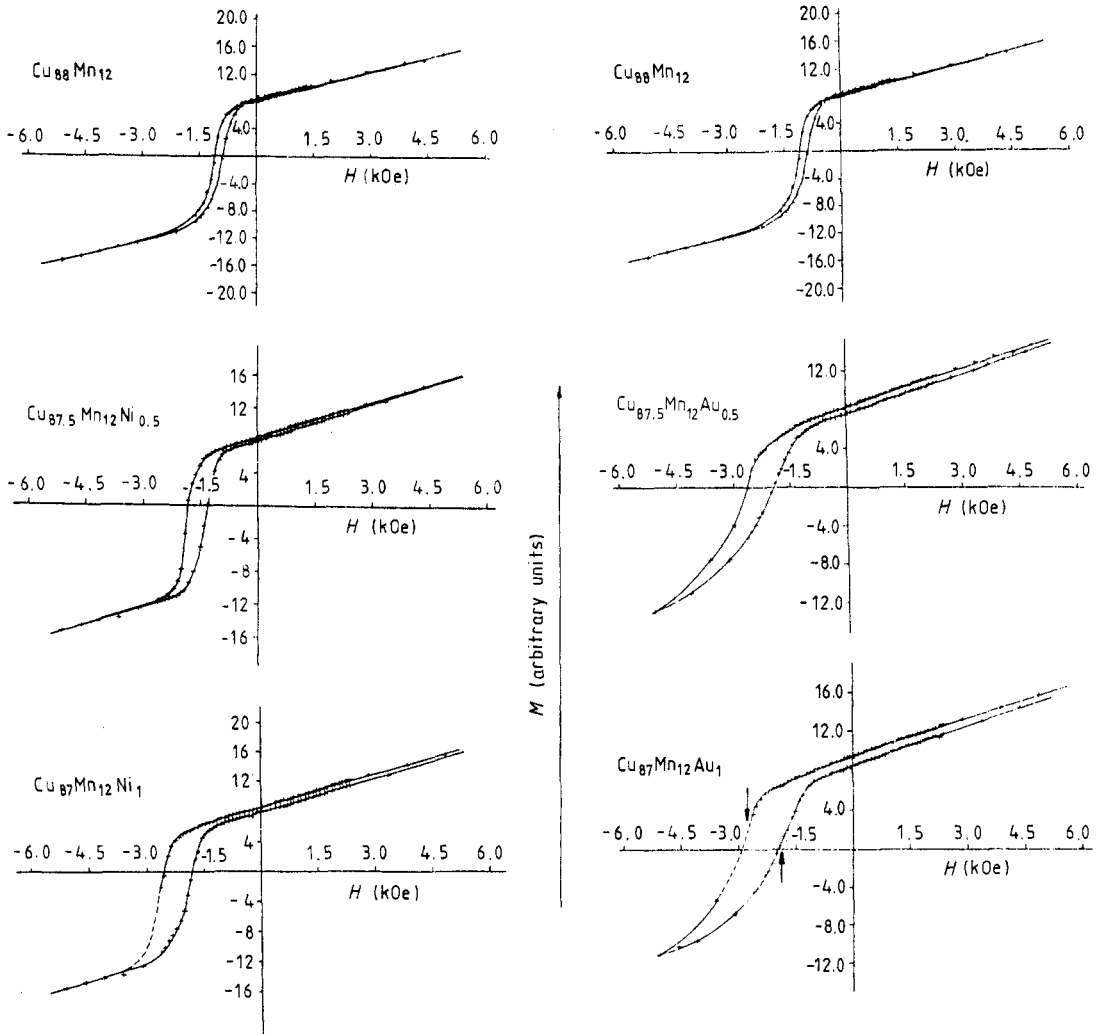 20.0
16.0
Cu88Mn12
12.0
-6.0 -4.5 -3.0 -1.5 4.0 1.5 3.0 4.5 6.0
-4.0
H (kOe)
-8.0
-12.0
-16.0
-20.0
20.0
16.0
Cu88Mn12
12.0
-6.0 -4.5 -3.0 -1.5 4.0 1.5 3.0 4.5 6.0
-4.0
H (kOe)
-8.0
-12.0
-16.0
-20.0
16
Cu87.5Mn12Ni0.5
12
4
-6.0 -4.5 -3.0 -1.5 1.5 3.0 4.5 6.0
H (kOe)
-4
-8
-12
-16
12.0
Cu87.5Mn12Au0.5
4.0
-6.0 -4.5 -3.0 -1.5 1.5 3.0 4.5 6.0
H (kOe)
-4.0
-8.0
-12.0
M (arbitrary units)
20
16
Cu87Mn12Ni1
12
4
-6.0 -4.5 -3.0 -1.5 1.5 3.0 4.5 6.0
H (kOe)
-4
-8
-12
-16
16.0
Cu87Mn12Au1
12.0
4.0
-6.0 -4.5 -3.0 -1.5 1.5 3.0 4.5 6.0
H (kOe)
-4.0
-8.0
-12.0